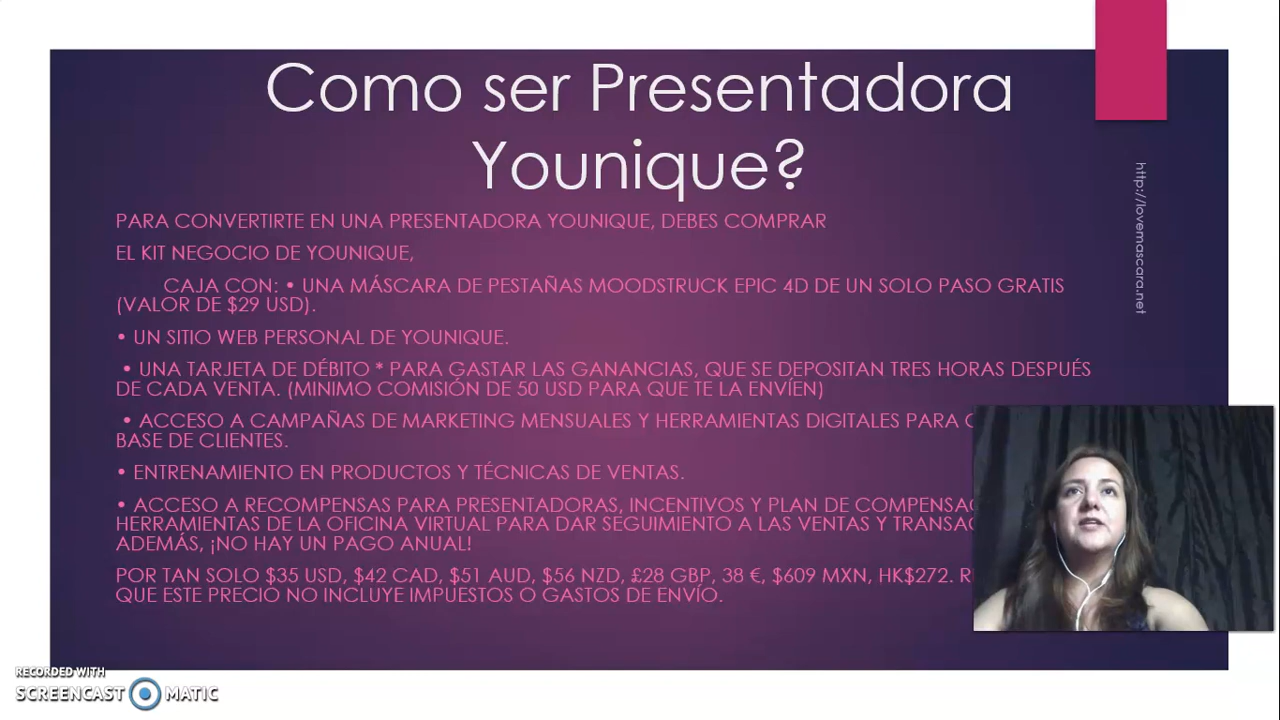 Como ser Presentadora
Younique?
PARA CONVERTIRTE EN UNA PRESENTADORA YOUNIQUE, DEBES COMPRAR
EL KIT NEGOCIO DE YOUNIQUE,
CAJA CON: • UNA MÁSCARA DE PESTAÑAS MOODSTRUCK EPIC 4D DE UN SOLO PASO GRATIS
(VALOR DE $29 USD).
• UN SITIO WEB PERSONAL DE YOUNIQUE.
• UNA TARJETA DE DÉBITO * PARA GASTAR LAS GANANCIAS, QUE SE DEPOSITAN TRES HORAS DESPUÉS
DE CADA VENTA. (MINIMO COMISIÓN DE 50 USD PARA QUE TE LA ENVÍEN)
• ACCESO A CAMPAÑAS DE MARKETING MENSUALES Y HERRAMIENTAS DIGITALES PARA
BASE DE CLIENTES.
• ENTRENAMIENTO EN PRODUCTOS Y TÉCNICAS DE VENTAS.
• ACCESO A RECOMPENSAS PARA PRESENTADORAS, INCENTIVOS Y PLAN DE
HERRAMIENTAS DE LA OFICINA VIRTUAL PARA DAR SEGUIMIENTO A LAS VENTAS Y
ADEMÁS, ¡NO HAY UN PAGO ANUAL!
POR TAN SOLO $35 USD, $42 CAD, $51 AUD, $56 NZD, £28 GBP, 38 €, $609 MXN, HK$272.
QUE ESTE PRECIO NO INCLUYE IMPUESTOS O GASTOS DE ENVÍO.
http://lovemascara.net
RECORDED WITH
SCREENCAST MATIC